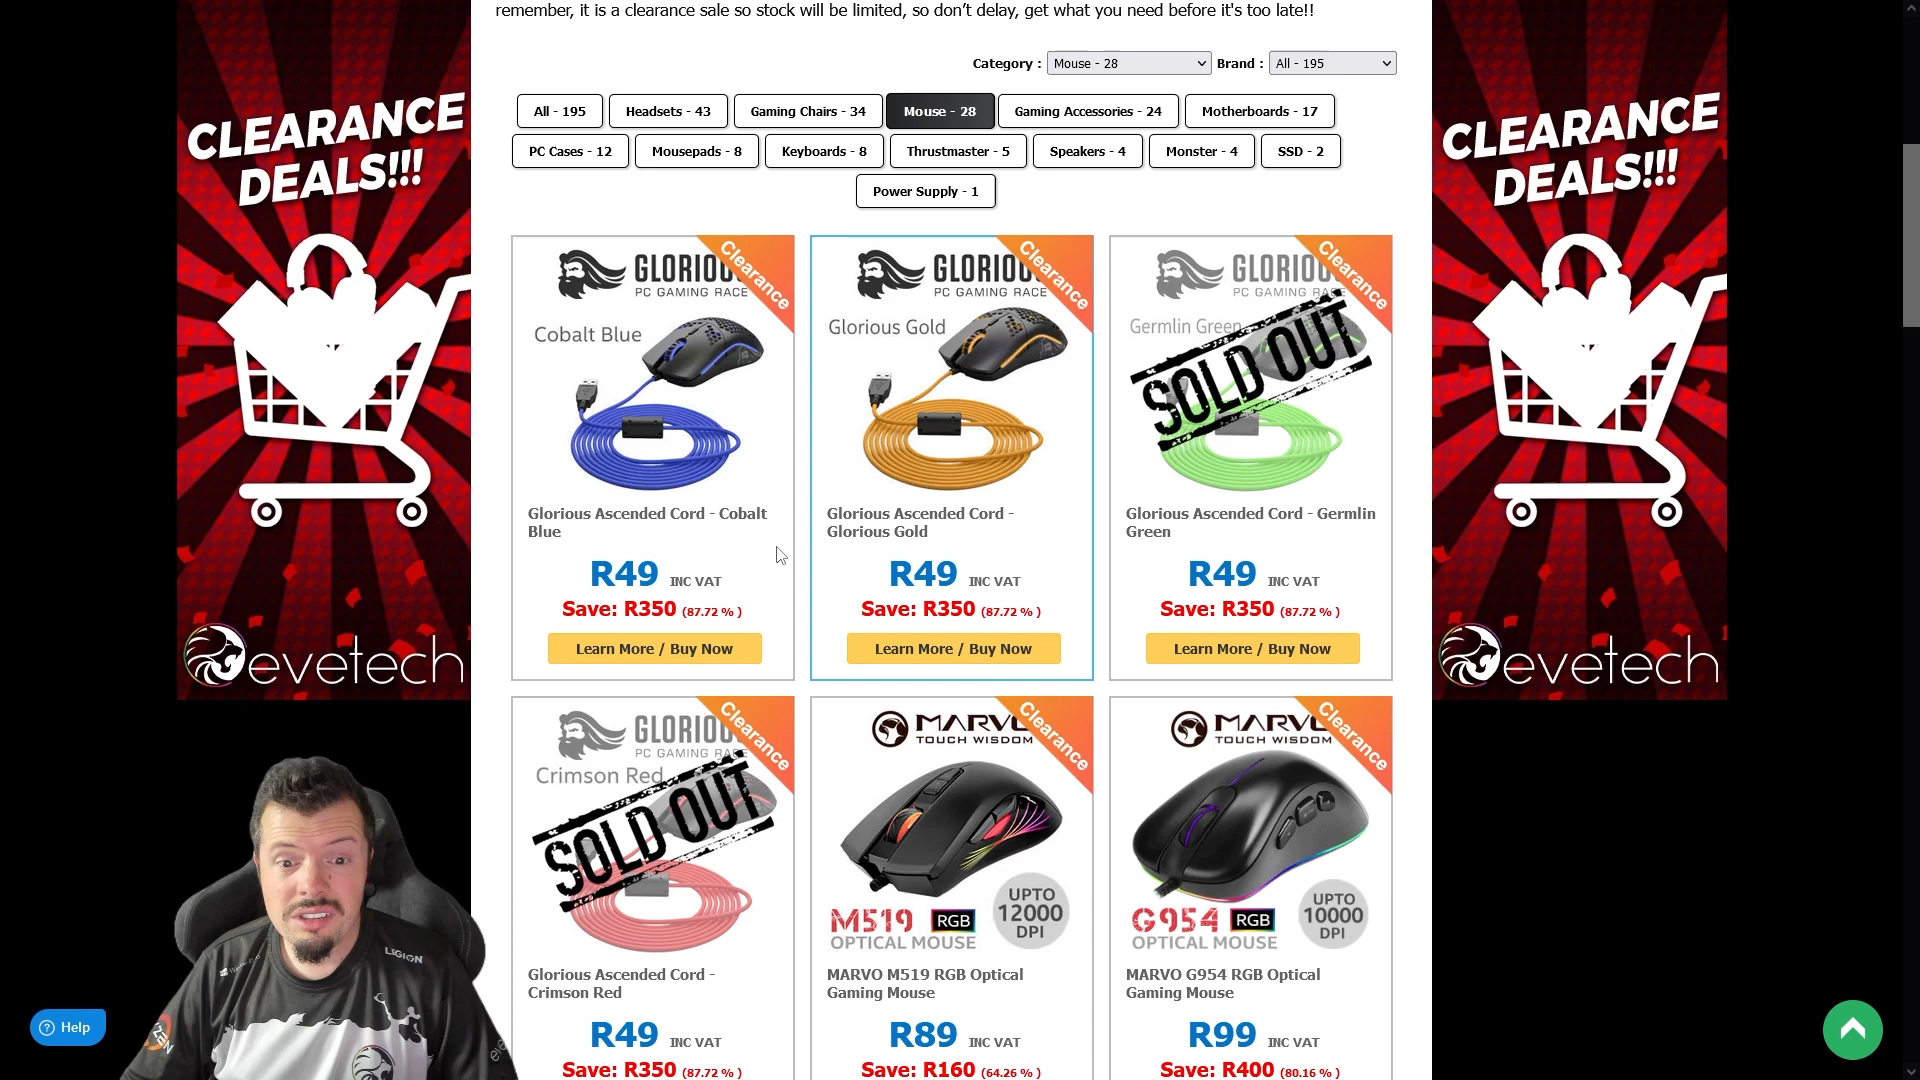 remember, it is a clearance sale so stock will be limited, so don’t delay, get what you need before it's too late!!
Category : Mouse - 28 Brand : All - 195
All - 195 Headsets - 43 Gaming Chairs - 34 Mouse - 28 Gaming Accessories - 24 Motherboards - 17
PC Cases - 12 Mousepads - 8 Keyboards - 8 Thrustmaster - 5 Speakers - 4 Monster - 4 SSD - 2
Power Supply - 1
CLEARANCE
DEALS!!!
evetech
CLEARANCE
DEALS!!!
evetech
Clearance
PC GAMING RACE
Cobalt Blue
Glorious Ascended Cord - Cobalt
Blue
R49 INC VAT
Save: R350 (87.72 % )
Learn More / Buy Now
Clearance
PC GAMING RACE
Glorious Gold
Glorious Ascended Cord -
Glorious Gold
R49 INC VAT
Save: R350 (87.72 % )
Learn More / Buy Now
Clearance
Germlin Green
SOLD OUT
Glorious Ascended Cord - Germlin
Green
R49 INC VAT
Save: R350 (87.72 % )
Learn More / Buy Now
Clearance
Crimson Red
SOLD OUT
Glorious Ascended Cord -
Crimson Red
R49 INC VAT
Save: R350 (87.72 % )
Clearance
TOUCH WISDOM
UPTO
12000
DPI
M519 RGB
OPTICAL MOUSE
MARVO M519 RGB Optical
Gaming Mouse
R89 INC VAT
Save: R160 (64.26 % )
Clearance
TOUCH WISDOM
UPTO
10000
DPI
G954 RGB
OPTICAL MOUSE
MARVO G954 RGB Optical
Gaming Mouse
R99 INC VAT
Save: R400 (80.16 % )
LEGION
Help